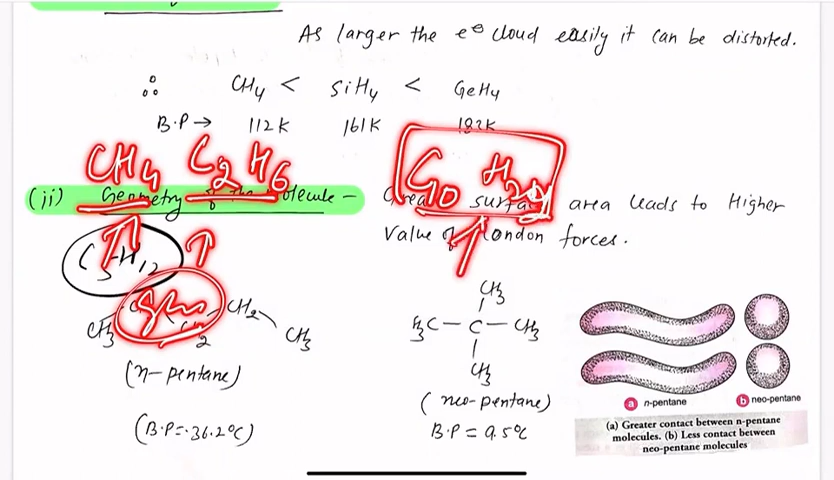 As larger the e⊖ cloud easily it can be distorted.
∴ CH4 < SiH4 < GeH4
B.P → 112K 161K 182K
CH4 C2H6
(ii) Geometry of the molecule – surface area leads to Higher
Value of London forces.
C5H12
CH3 CH2 CH2 CH3
(n-pentane)
(B.P = 36.2°C)
CH3
H3C – C – CH3
CH3
(neo-pentane)
B.P = 9.5°C
a n-pentane b neo-pentane
(a) Greater contact between n-pentane
molecules. (b) Less contact between
neo-pentane molecules